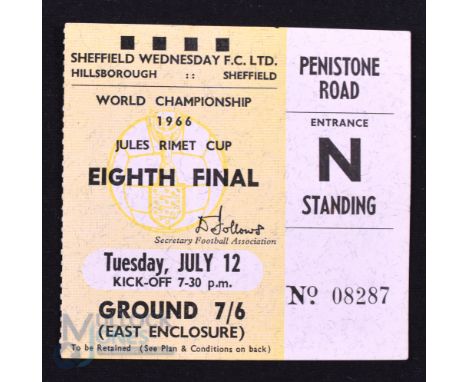 SHEFFIELD WEDNESDAY F.C. LTD.
HILLSBOROUGH :: SHEFFIELD
WORLD CHAMPIONSHIP
1966
JULES RIMET CUP
EIGHTH FINAL
D Follows
Secretary Football Association
Tuesday, JULY 12
KICK-OFF 7-30 p.m.
GROUND 7/6
(EAST ENCLOSURE)
To be Retained (See Plan & Conditions on back)
PENISTONE
ROAD
ENTRANCE
N
STANDING
Nº 08287